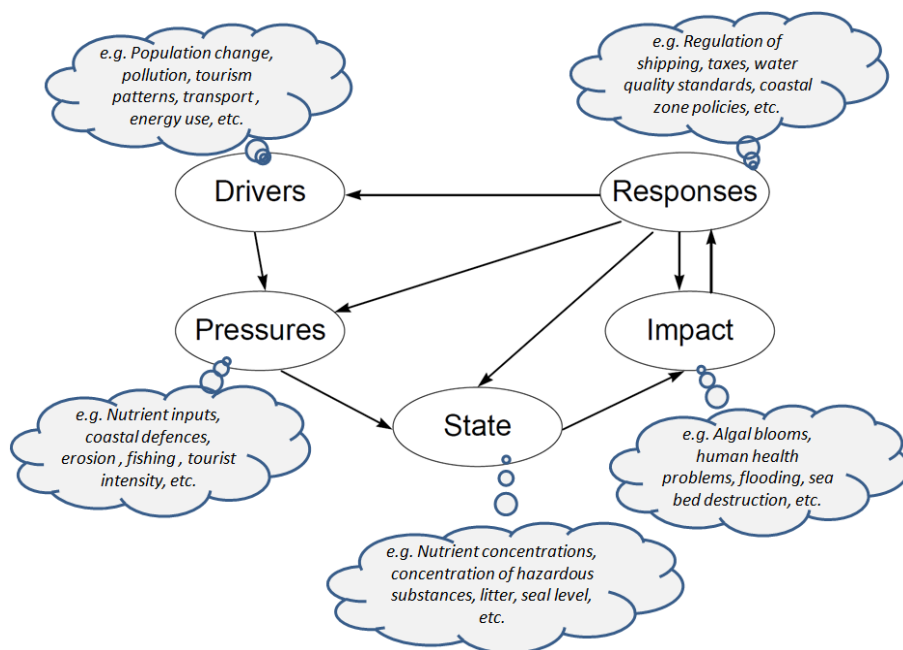 e.g. Population change,
pollution, tourism
patterns, transport ,
energy use, etc.
e.g. Regulation of
shipping, taxes, water
quality standards, coastal
zone policies, etc.
Drivers
Responses
Pressures
Impact
State
e.g. Nutrient inputs,
coastal defences,
erosion , fishing , tourist
intensity, etc.
e.g. Algal blooms,
human health
problems, flooding, sea
bed destruction, etc.
e.g. Nutrient concentrations,
concentration of hazardous
substances, litter, seal level,
etc.